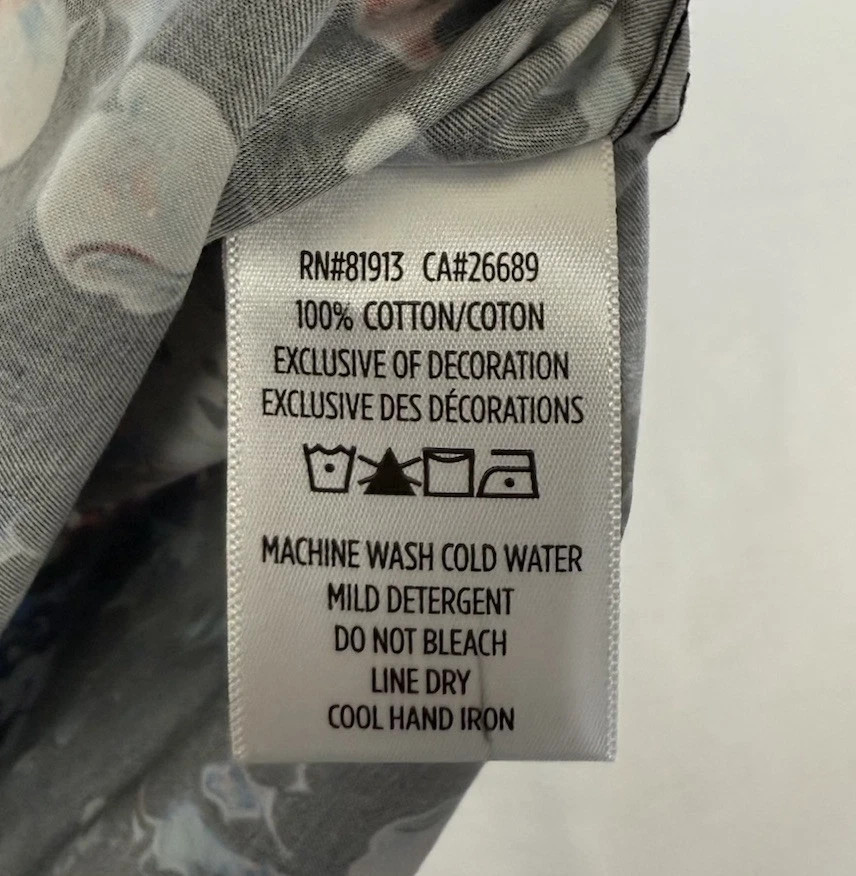 RN#81913 CA#26689
100% COTTON/COTON
EXCLUSIVE OF DECORATION
EXCLUSIVE DES DÉCORATIONS
MACHINE WASH COLD WATER
MILD DETERGENT
DO NOT BLEACH
LINE DRY
COOL HAND IRON